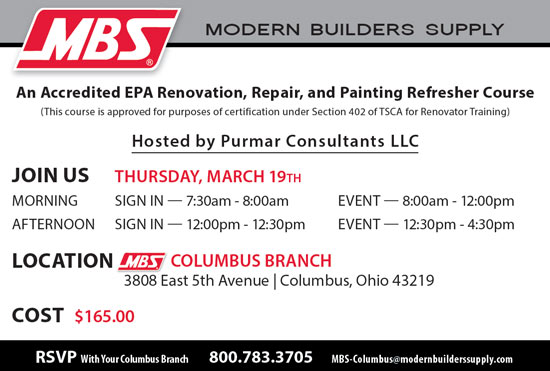 MBS® MODERN BUILDERS SUPPLY
An Accredited EPA Renovation, Repair, and Painting Refresher Course
(This course is approved for purposes of certification under Section 402 of TSCA for Renovator Training)
Hosted by Purmar Consultants LLC
JOIN US THURSDAY, MARCH 19TH
MORNING SIGN IN — 7:30am - 8:00am EVENT — 8:00am - 12:00pm
AFTERNOON SIGN IN — 12:00pm - 12:30pm EVENT — 12:30pm - 4:30pm
LOCATION MBS COLUMBUS BRANCH
3808 East 5th Avenue | Columbus, Ohio 43219
COST $165.00
RSVP With Your Columbus Branch 800.783.3705 MBS-Columbus@modernbuilderssupply.com